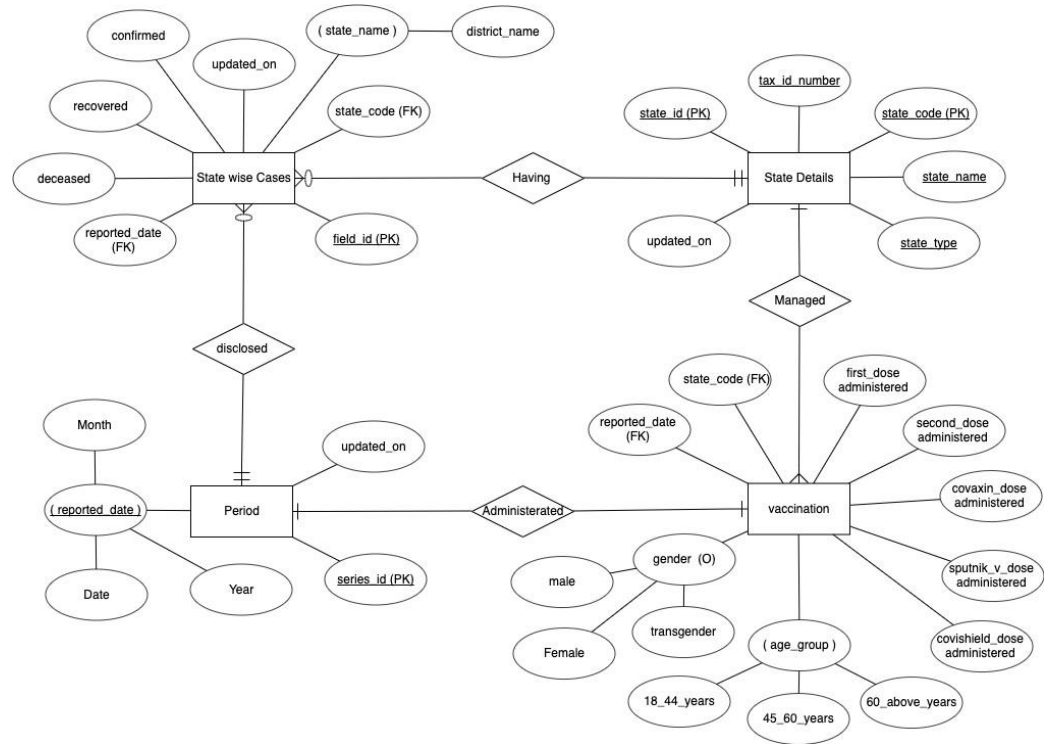 confirmed
( state_name )
district_name
updated_on
recovered
state_code (FK)
deceased
State wise Cases
reported_date
(FK)
field_id (PK)
Having
tax_id_number
state_id (PK)
state_code (PK)
State Details
state_name
updated_on
state_type
disclosed
Managed
Month
updated_on
( reported_date )
Period
Date
Year
series_id (PK)
Administerated
state_code (FK)
first_dose
administered
reported_date
(FK)
second_dose
administered
vaccination
covaxin_dose
administered
gender (O)
male
sputnik_v_dose
administered
Female
transgender
( age_group )
covishield_dose
administered
18_44_years
45_60_years
60_above_years